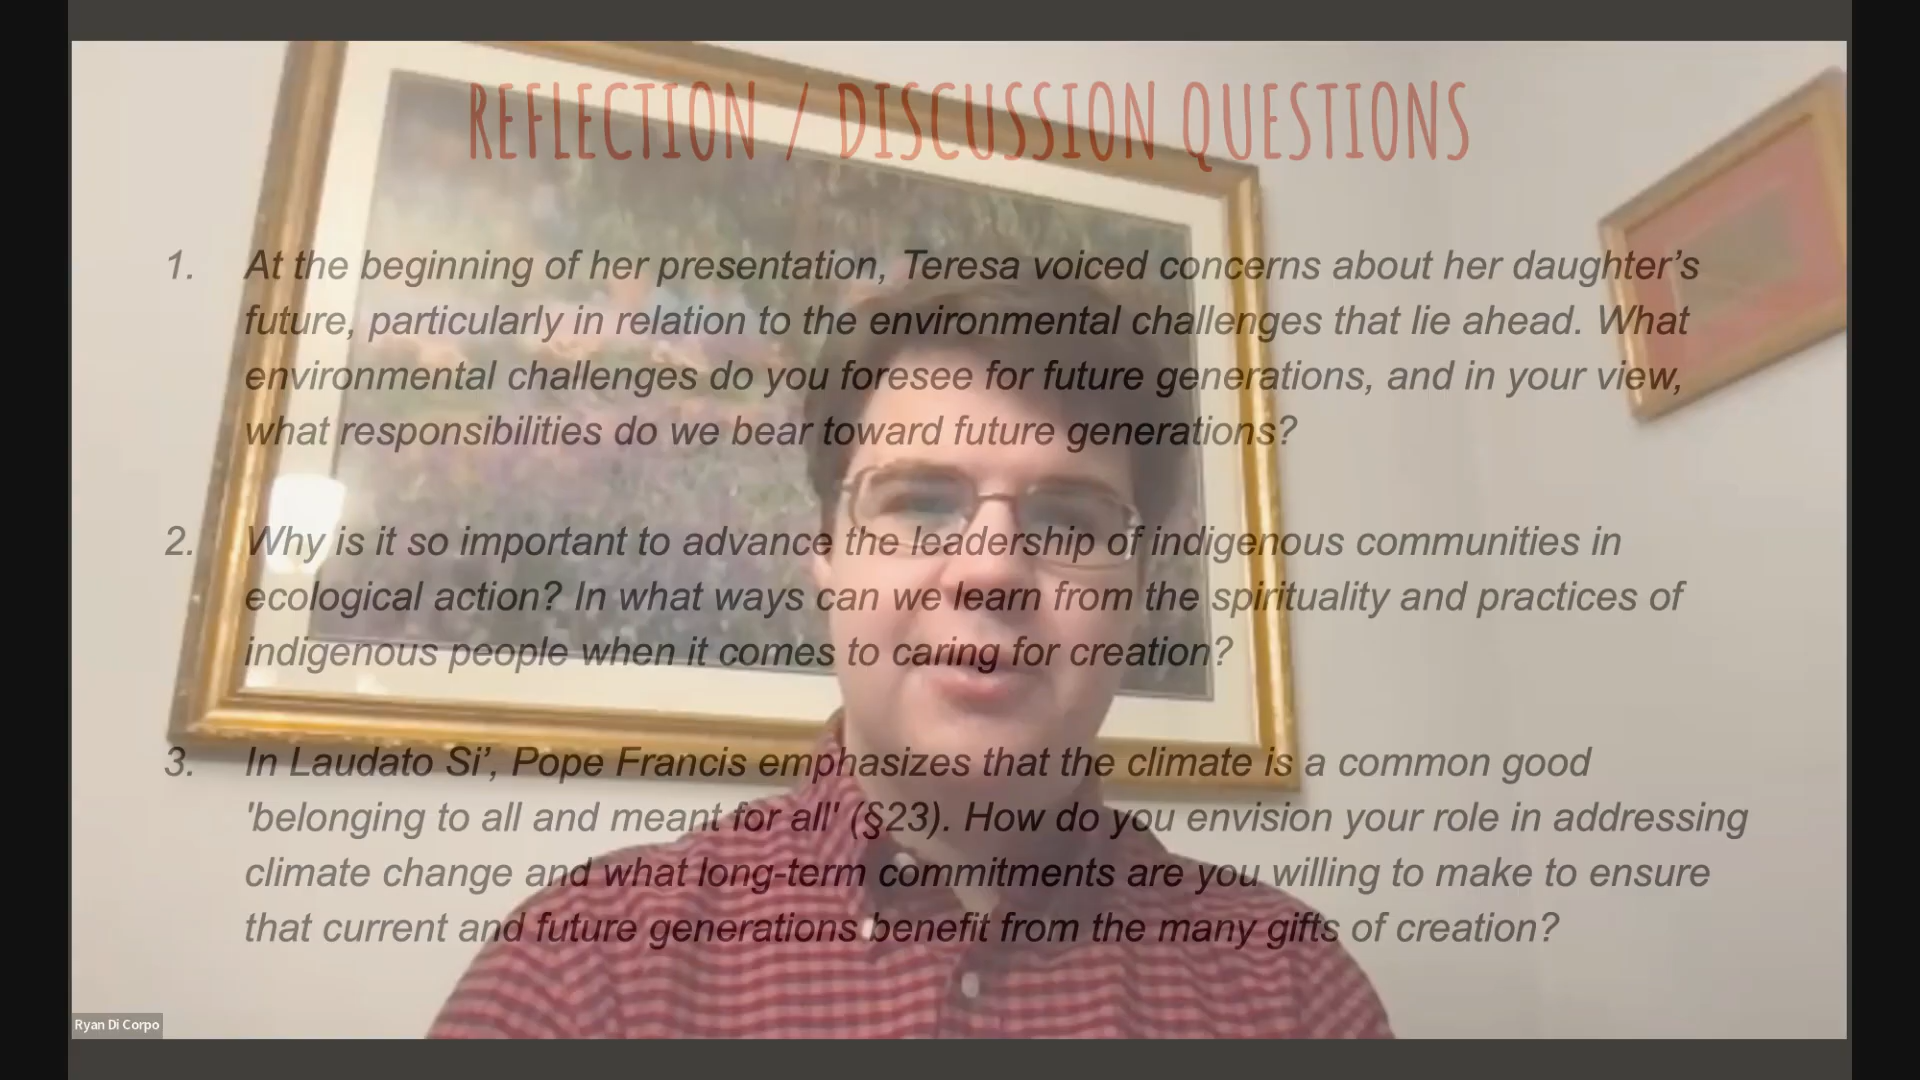 REFLECTION / DISCUSSION QUESTIONS
1. At the beginning of her presentation, Teresa voiced concerns about her daughter’s
future, particularly in relation to the environmental challenges that lie ahead. What
environmental challenges do you foresee for future generations, and in your view,
what responsibilities do we bear toward future generations?
2. Why is it so important to advance the leadership of indigenous communities in
ecological action? In what ways can we learn from the spirituality and practices of
indigenous people when it comes to caring for creation?
3. In Laudato Si’, Pope Francis emphasizes that the climate is a common good
'belonging to all and meant for all' (§23). How do you envision your role in addressing
climate change and what long-term commitments are you willing to make to ensure
that current and future generations benefit from the many gifts of creation?
Ryan Di Corpo